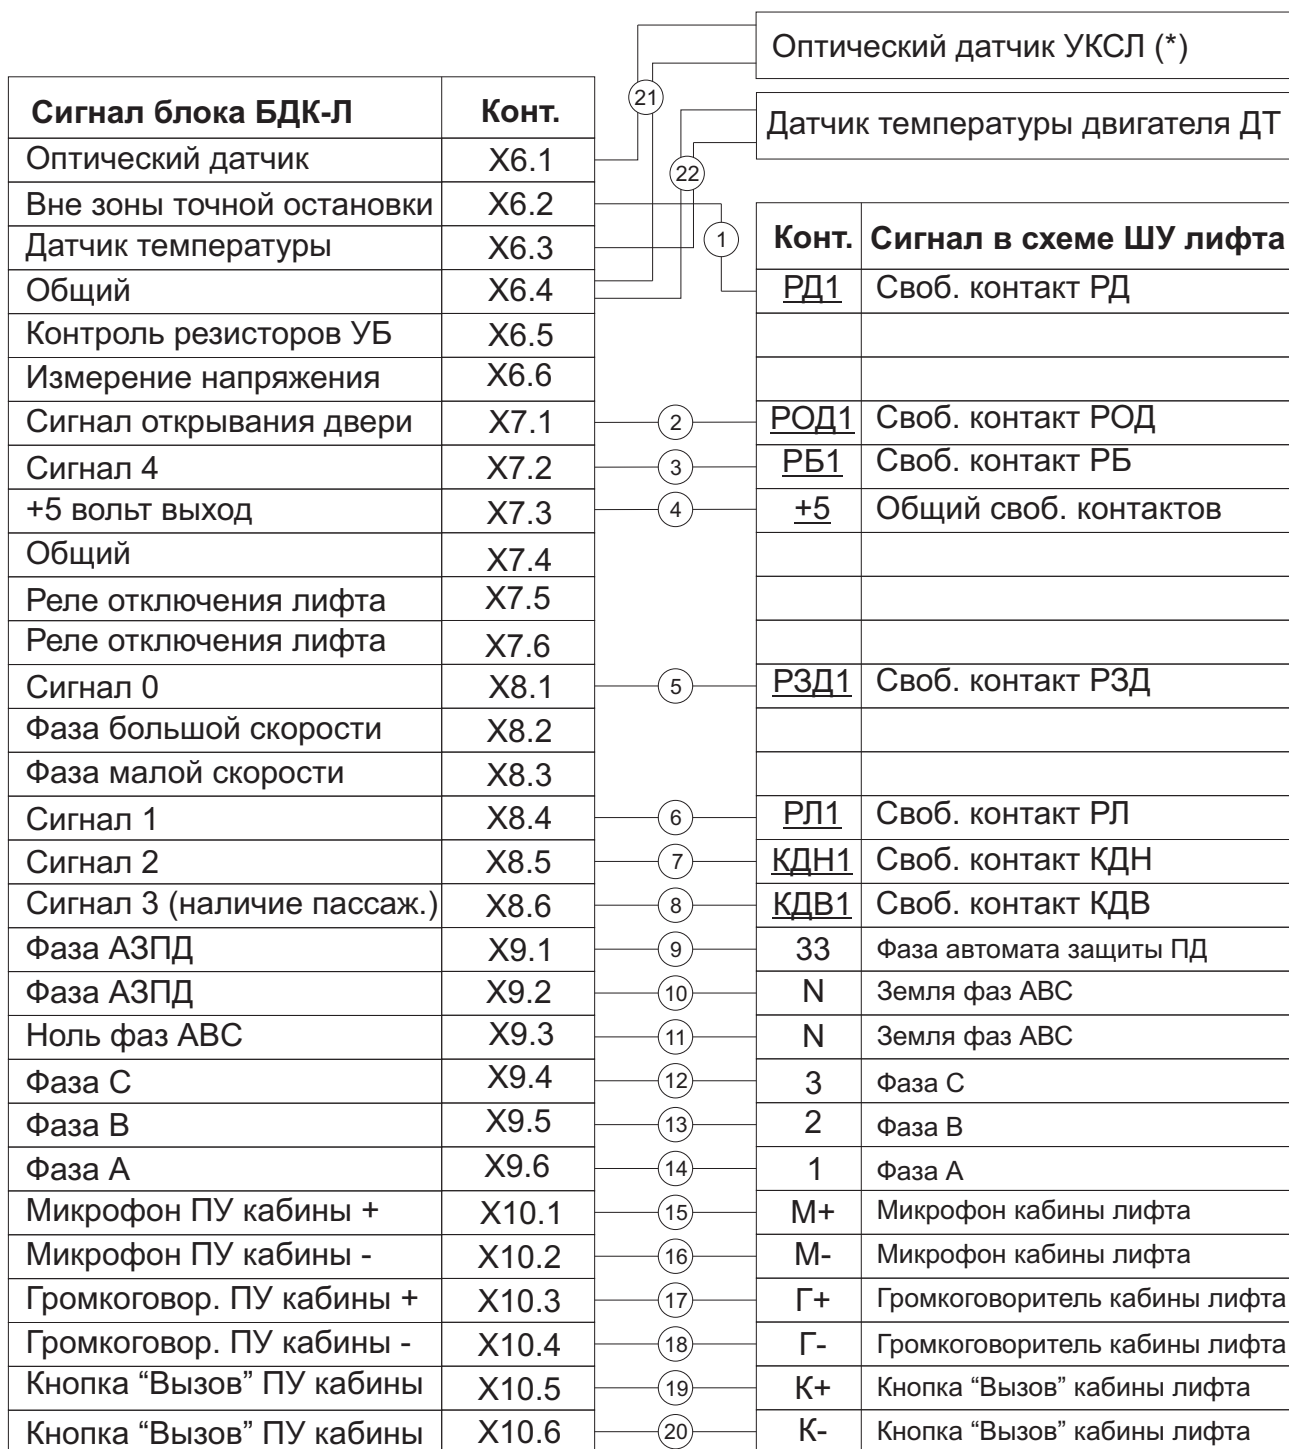 Оптический датчик УКСЛ (*)
21
Датчик температуры двигателя ДТ
22
Сигнал блока БДК-Л Конт.
Оптический датчик X6.1
Вне зоны точной остановки X6.2
1
Конт. Сигнал в схеме ШУ лифта
Датчик температуры X6.3
Общий X6.4 РД1 Своб. контакт РД
Контроль резисторов УБ X6.5
Измерение напряжения X6.6
Сигнал открывания двери X7.1 2 РОД1 Своб. контакт РОД
Сигнал 4 X7.2 3 РБ1 Своб. контакт РБ
+5 вольт выход X7.3 4 +5 Общий своб. контактов
Общий X7.4
Реле отключения лифта X7.5
Реле отключения лифта X7.6
Сигнал 0 X8.1 5 РЗД1 Своб. контакт РЗД
Фаза большой скорости X8.2
Фаза малой скорости X8.3
Сигнал 1 X8.4 6 РЛ1 Своб. контакт РЛ
Сигнал 2 X8.5 7 КДН1 Своб. контакт КДН
Сигнал 3 (наличие пассаж.) X8.6 8 КДВ1 Своб. контакт КДВ
Фаза АЗПД X9.1 9 33 Фаза автомата защиты ПД
Фаза АЗПД X9.2 10 N Земля фаз АВС
Ноль фаз АВС X9.3 11 N Земля фаз АВС
Фаза С X9.4 12 3 Фаза С
Фаза В X9.5 13 2 Фаза В
Фаза А X9.6 14 1 Фаза А
Микрофон ПУ кабины + X10.1 15 М+ Микрофон кабины лифта
Микрофон ПУ кабины - X10.2 16 М- Микрофон кабины лифта
Громкоговор. ПУ кабины + X10.3 17 Г+ Громкоговоритель кабины лифта
Громкоговор. ПУ кабины - X10.4 18 Г- Громкоговоритель кабины лифта
Кнопка “Вызов” ПУ кабины X10.5 19 К+ Кнопка “Вызов” кабины лифта
Кнопка “Вызов” ПУ кабины X10.6 20 К- Кнопка “Вызов” кабины лифта